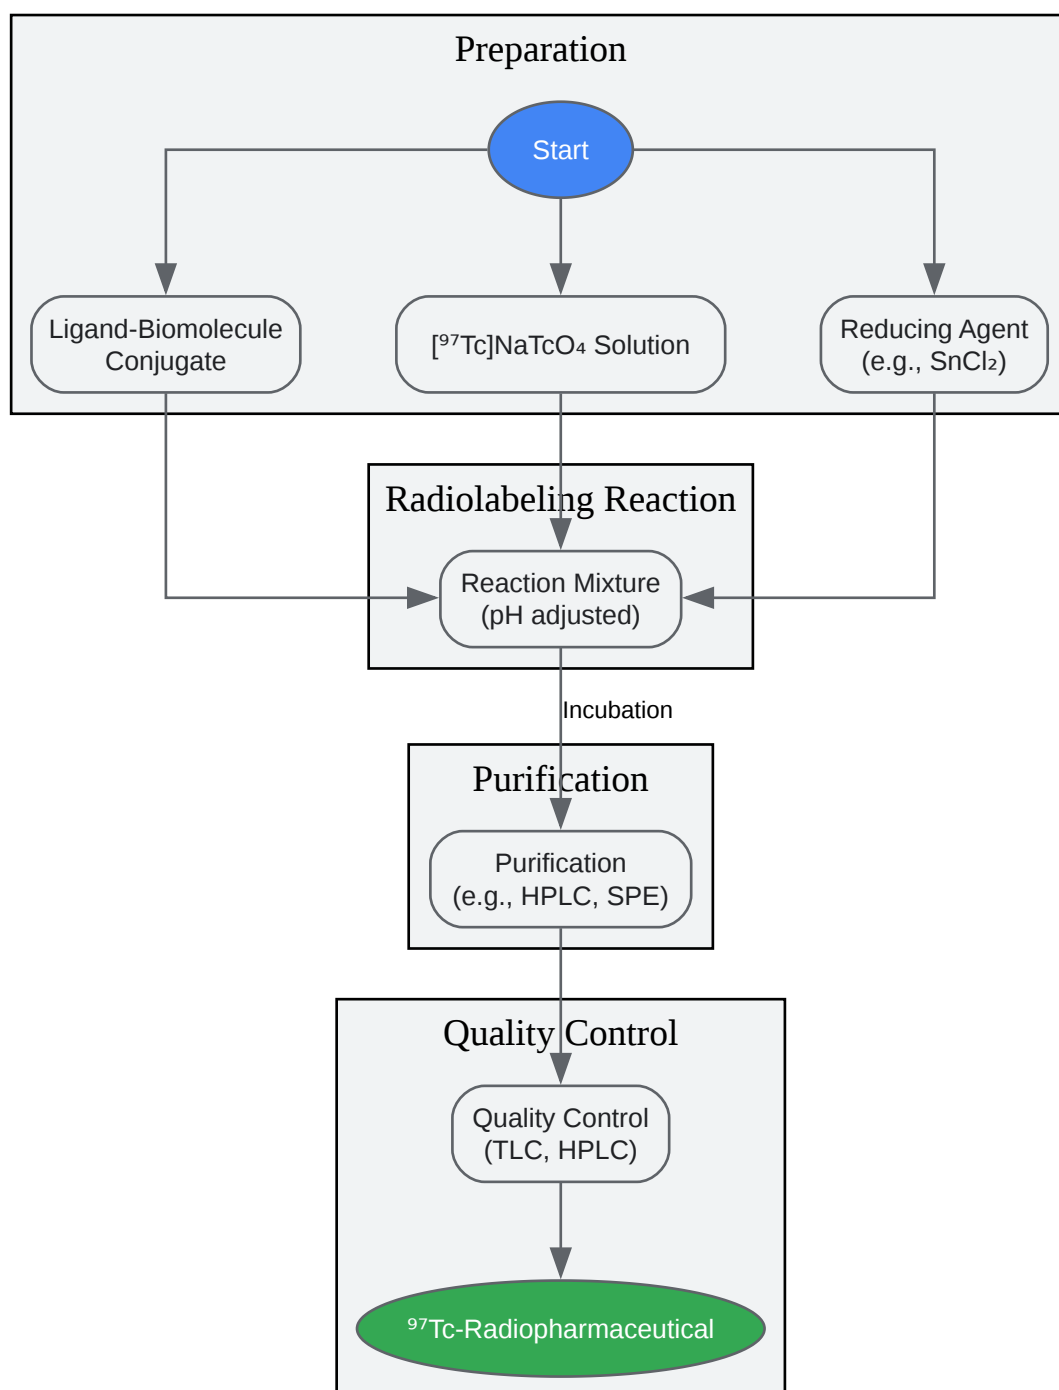 Preparation
Start
Ligand-Biomolecule
Conjugate
[⁹⁷Tc]NaTcO₄ Solution
Reducing Agent
(e.g., SnCl₂)
Radiolabeling Reaction
Reaction Mixture
(pH adjusted)
Incubation
Purification
Purification
(e.g., HPLC, SPE)
Quality Control
Quality Control
(TLC, HPLC)
⁹⁷Tc-Radiopharmaceutical